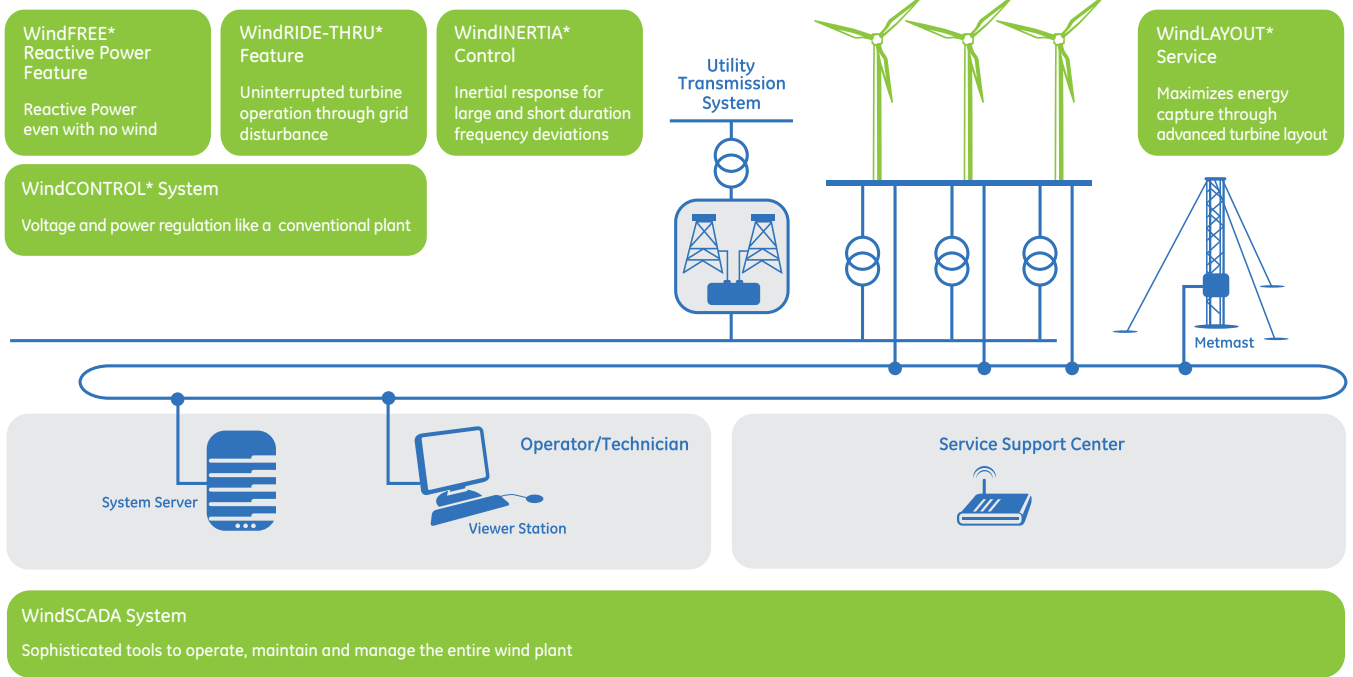 WindFREE*
Reactive Power
Feature
Reactive Power
even with no wind
WindRIDE-THRU*
Feature
Uninterrupted turbine
operation through grid
disturbance
WindINERTIA*
Control
Inertial response for
large and short duration
frequency deviations
Utility
Transmission
System
WindLAYOUT*
Service
Maximizes energy
capture through
advanced turbine layout
WindCONTROL* System
Voltage and power regulation like a conventional plant
Metmast
Operator/Technician
System Server
Viewer Station
Service Support Center
WindSCADA System
Sophisticated tools to operate, maintain and manage the entire wind plant